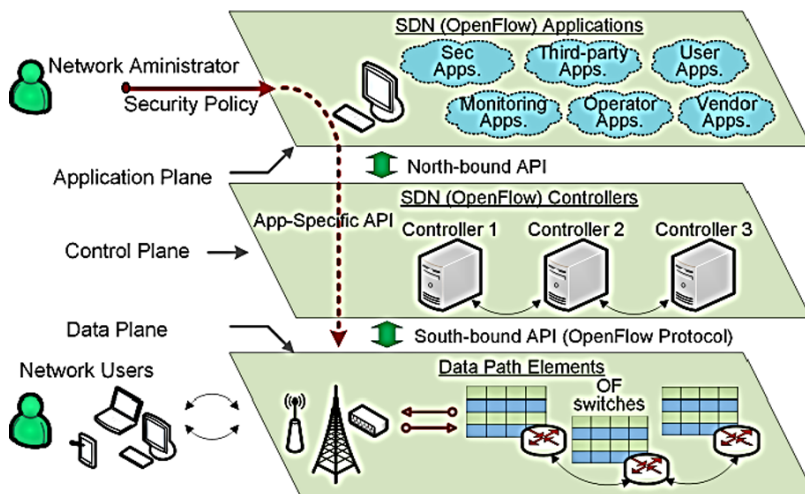 SDN (OpenFlow) Applications
Sec
Apps.
Third-party
Apps.
User
Apps.
Network Aministrator
Security Policy
Monitoring
Apps.
Operator
Apps.
Vendor
Apps.
Application Plane
North-bound API
SDN (OpenFlow) Controllers
App-Specific API
Controller 1
Controller 2
Controller 3
Control Plane
Data Plane
South-bound API (OpenFlow Protocol)
Network Users
Data Path Elements
OF
switches